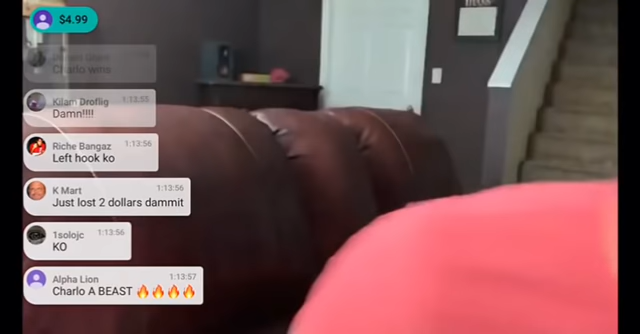 $4.99
Charlo wins
Kilam Droflig 1:13:55
Damn!!!!
Riche Bangaz 1:13:56
Left hook ko
K Mart 1:13:56
Just lost 2 dollars dammit
1solojc 1:13:56
KO
Alpha Lion 1:13:57
Charlo A BEAST 🔥🔥🔥🔥